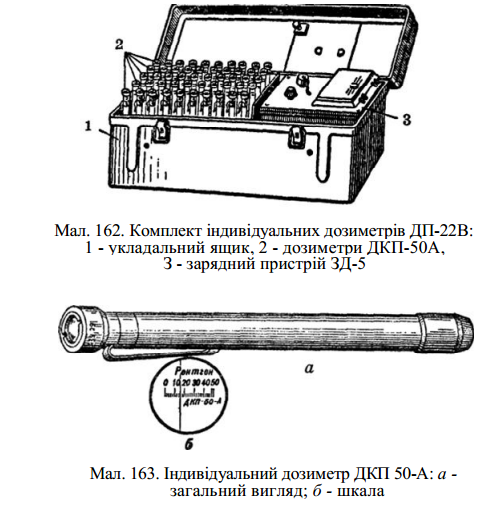 2
1
3
Мал. 162. Комплект індивідуальних дозиметрів ДП-22В:
1 - укладальний ящик, 2 - дозиметри ДКП-50А,
З - зарядний пристрій ЗД-5
а
Рентген
0 10 20 30 40 50
ДКП-50-А
б
Мал. 163. Індивідуальний дозиметр ДКП 50-А: а -
загальний вигляд; б - шкала